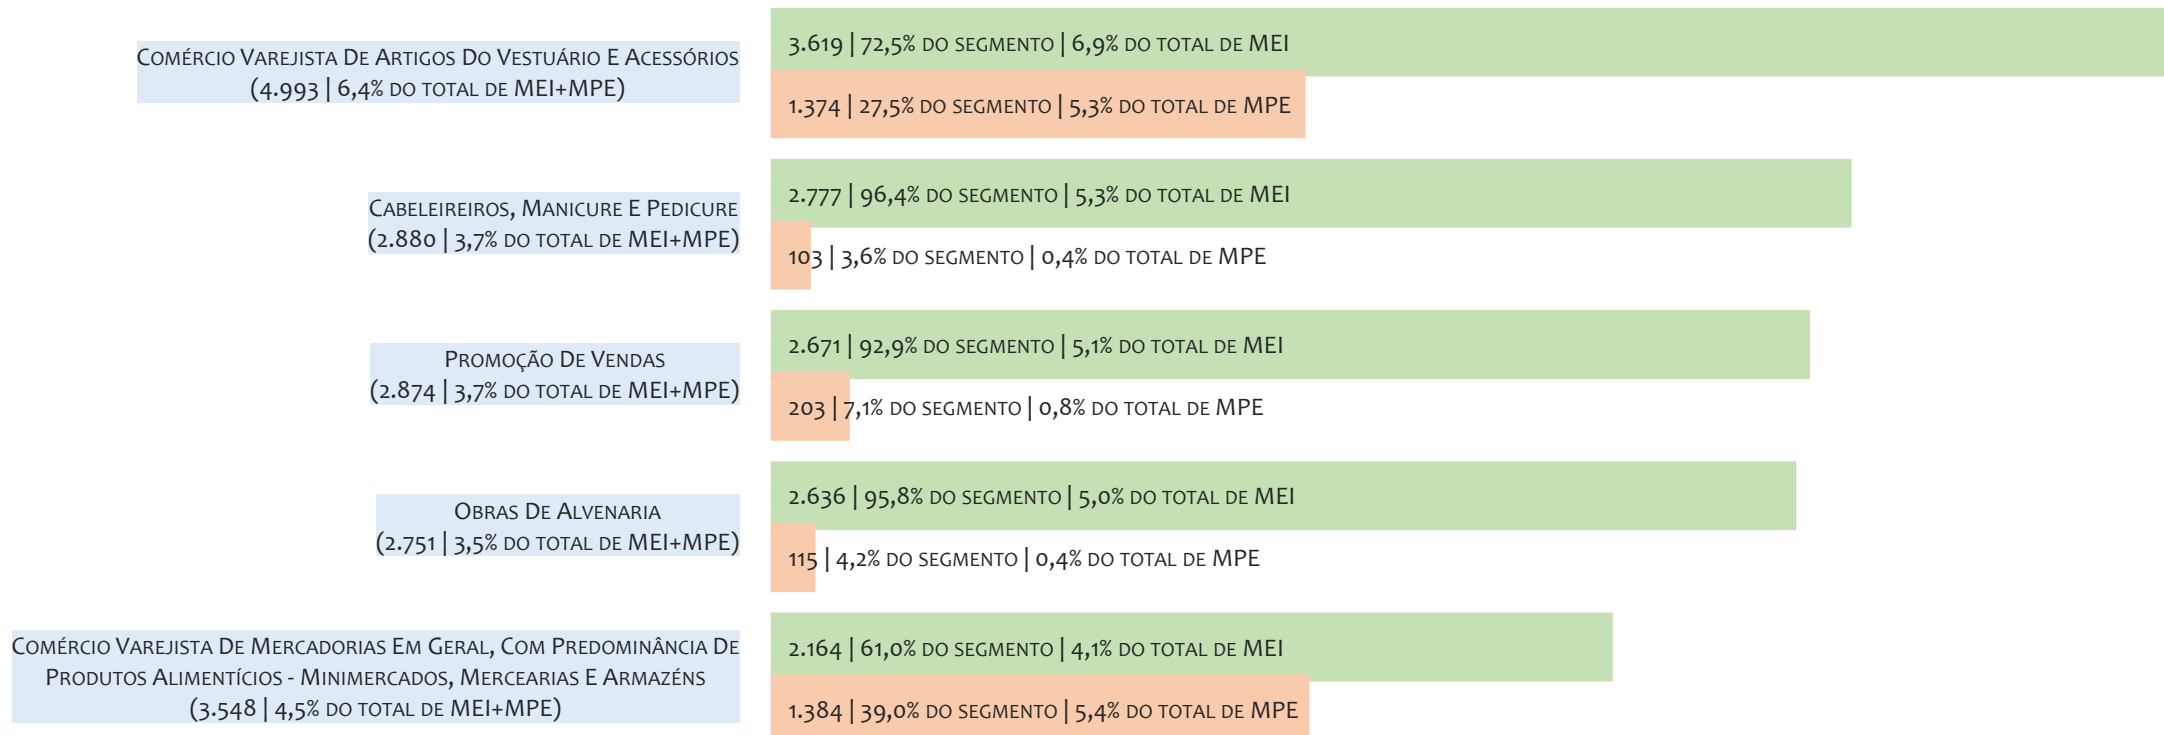 Comércio Varejista De Artigos Do Vestuário E Acessórios
(4.993 | 6,4% do total de MEI+MPE)
3.619 | 72,5% do segmento | 6,9% do total de MEI
1.374 | 27,5% do segmento | 5,3% do total de MPE
Cabeleireiros, Manicure E Pedicure
(2.880 | 3,7% do total de MEI+MPE)
2.777 | 96,4% do segmento | 5,3% do total de MEI
103 | 3,6% do segmento | 0,4% do total de MPE
Promoção De Vendas
(2.874 | 3,7% do total de MEI+MPE)
2.671 | 92,9% do segmento | 5,1% do total de MEI
203 | 7,1% do segmento | 0,8% do total de MPE
Obras De Alvenaria
(2.751 | 3,5% do total de MEI+MPE)
2.636 | 95,8% do segmento | 5,0% do total de MEI
115 | 4,2% do segmento | 0,4% do total de MPE
Comércio Varejista De Mercadorias Em Geral, Com Predominância De
Produtos Alimentícios - Minimercados, Mercearias E Armazéns
(3.548 | 4,5% do total de MEI+MPE)
2.164 | 61,0% do segmento | 4,1% do total de MEI
1.384 | 39,0% do segmento | 5,4% do total de MPE